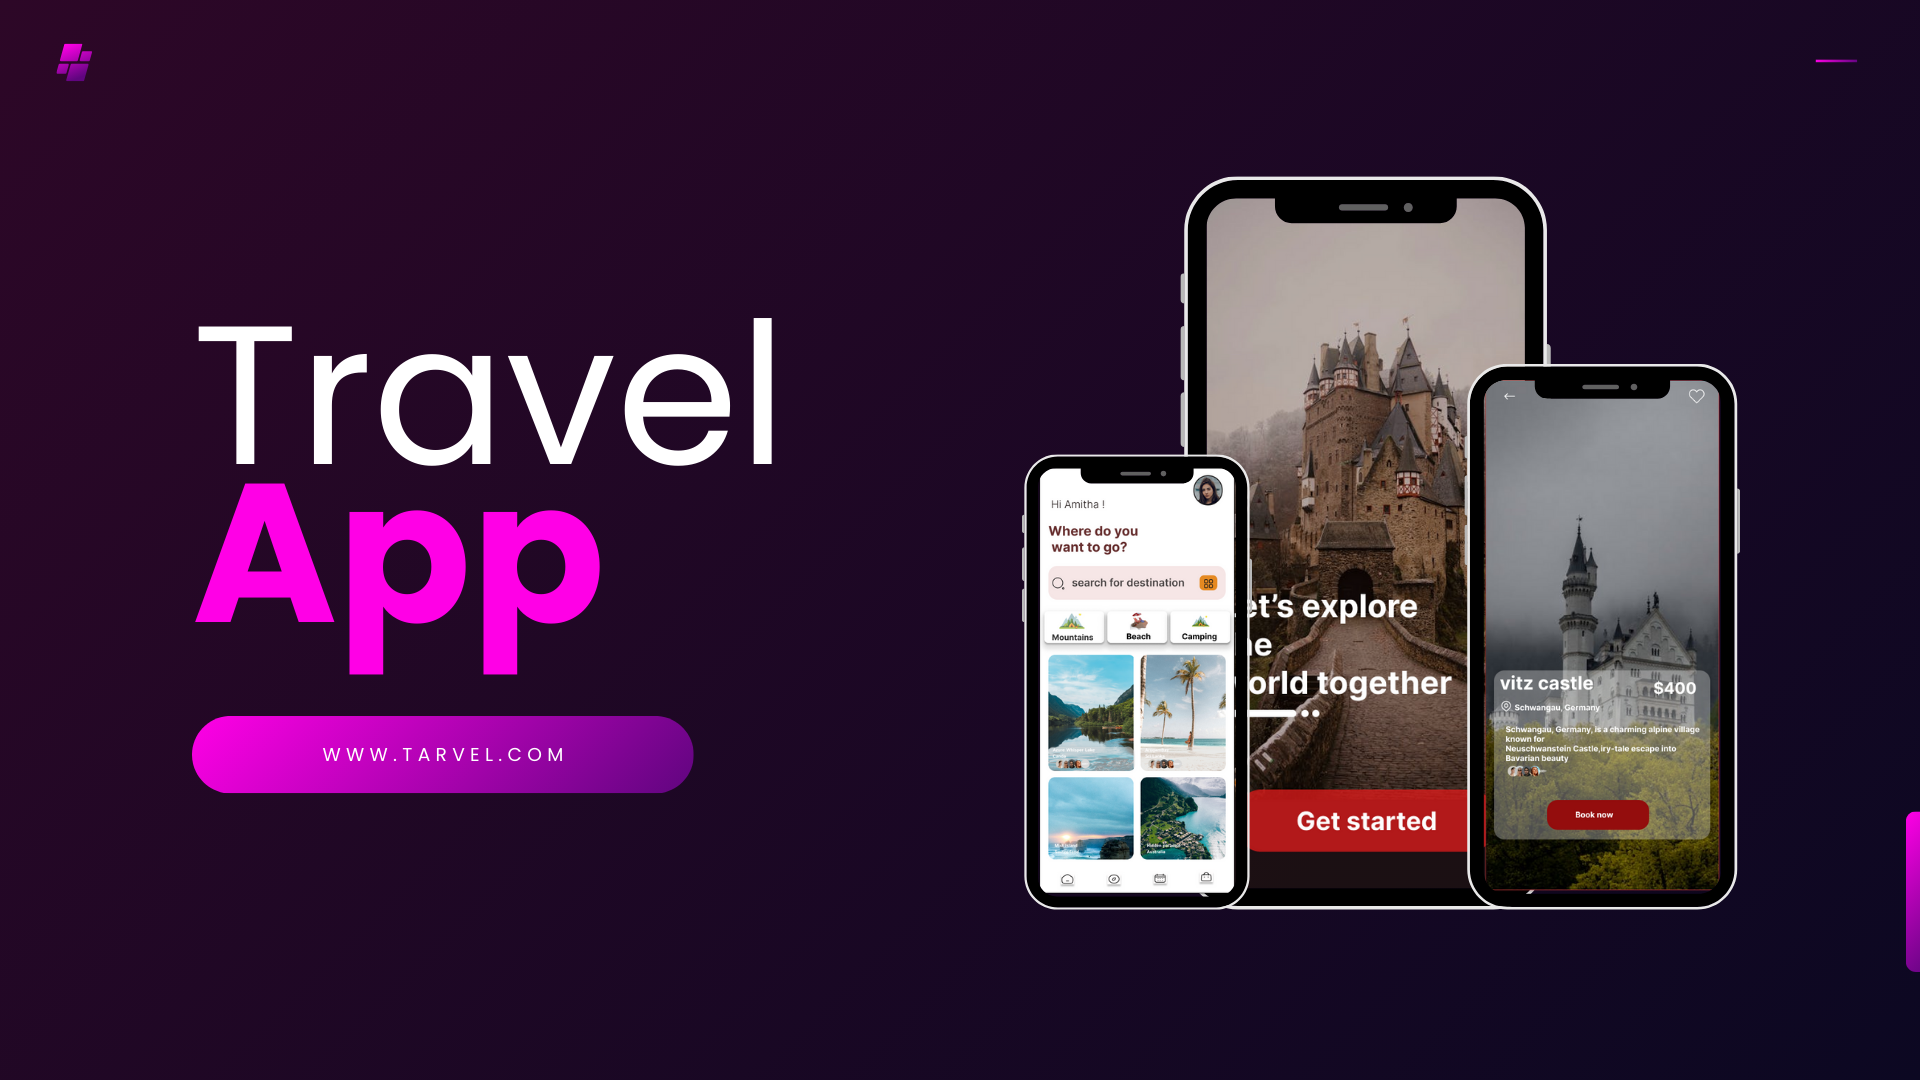 Travel
App
WWW.TARVEL.COM
Hi Amitha !
Where do you
want to go?
search for destination
Mountains
Beach
Camping
Australia
et’s explore
e
orld together
Get started
vitz castle
$400
Schwangau, Germany
Schwangau, Germany, is a charming alpine village
known for
Neuschwanstein Castle,iry-tale escape into
Bavarian beauty
Book now